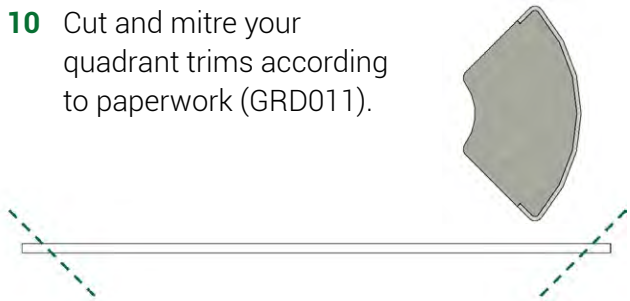 10 Cut and mitre your
quadrant trims according
to paperwork (GRD011).